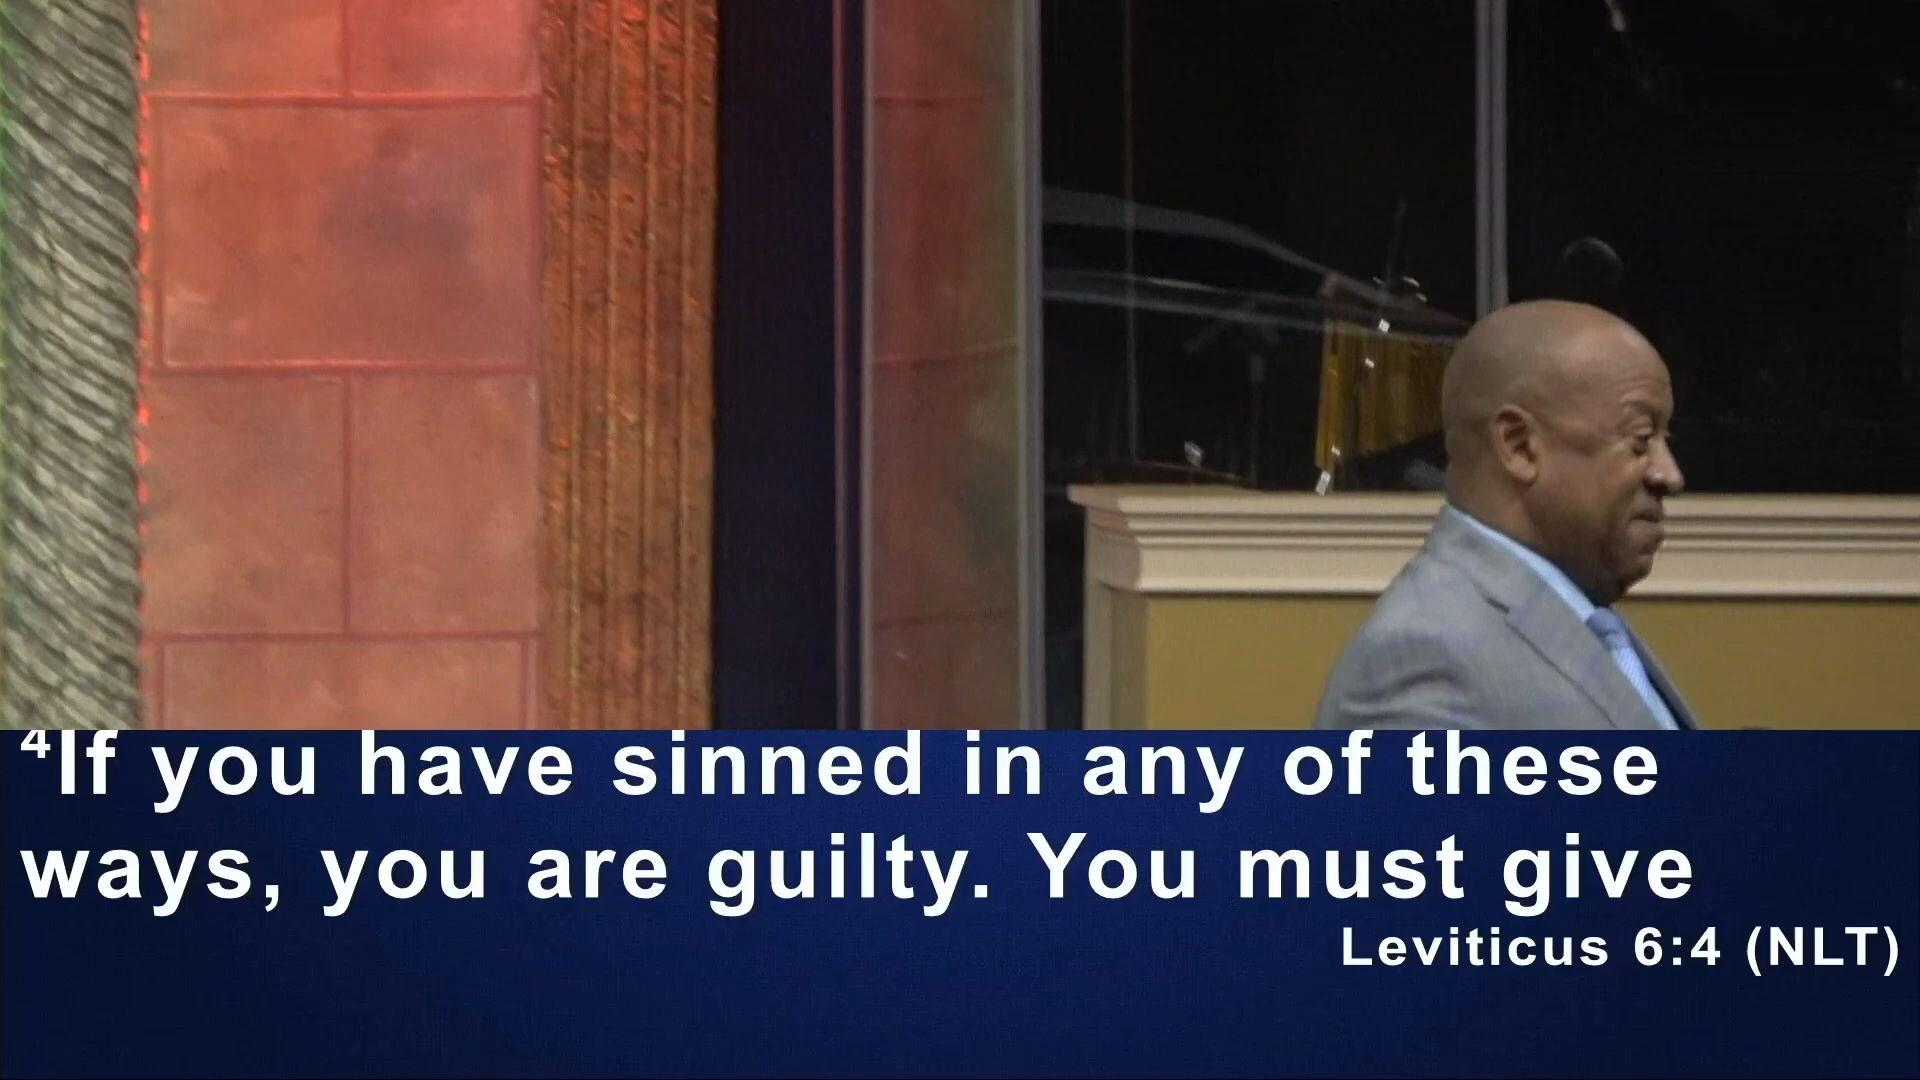 ⁴If you have sinned in any of these
ways, you are guilty. You must give
Leviticus 6:4 (NLT)